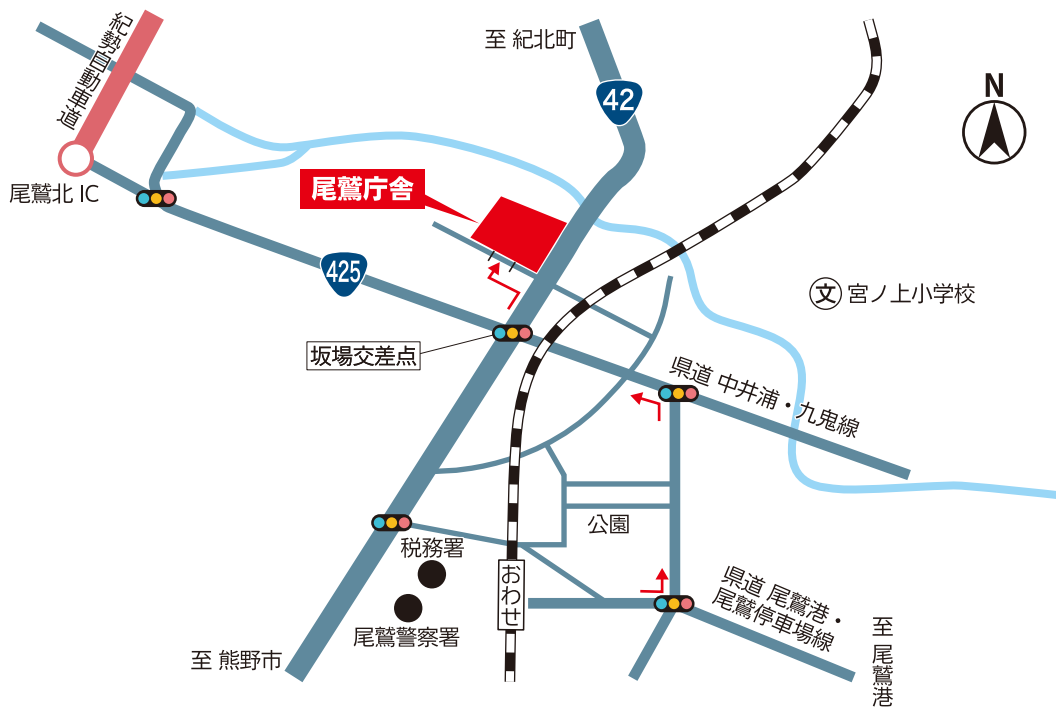 紀勢自動車道
至 紀北町
42
N
尾鷲北 IC
尾鷲庁舎
425
文
宮ノ上小学校
坂場交差点
県道 中井浦・九鬼線
公園
税務署
おわせ
県道 尾鷲港・
尾鷲停車場線
尾鷲警察署
至 熊野市
至 尾鷲港